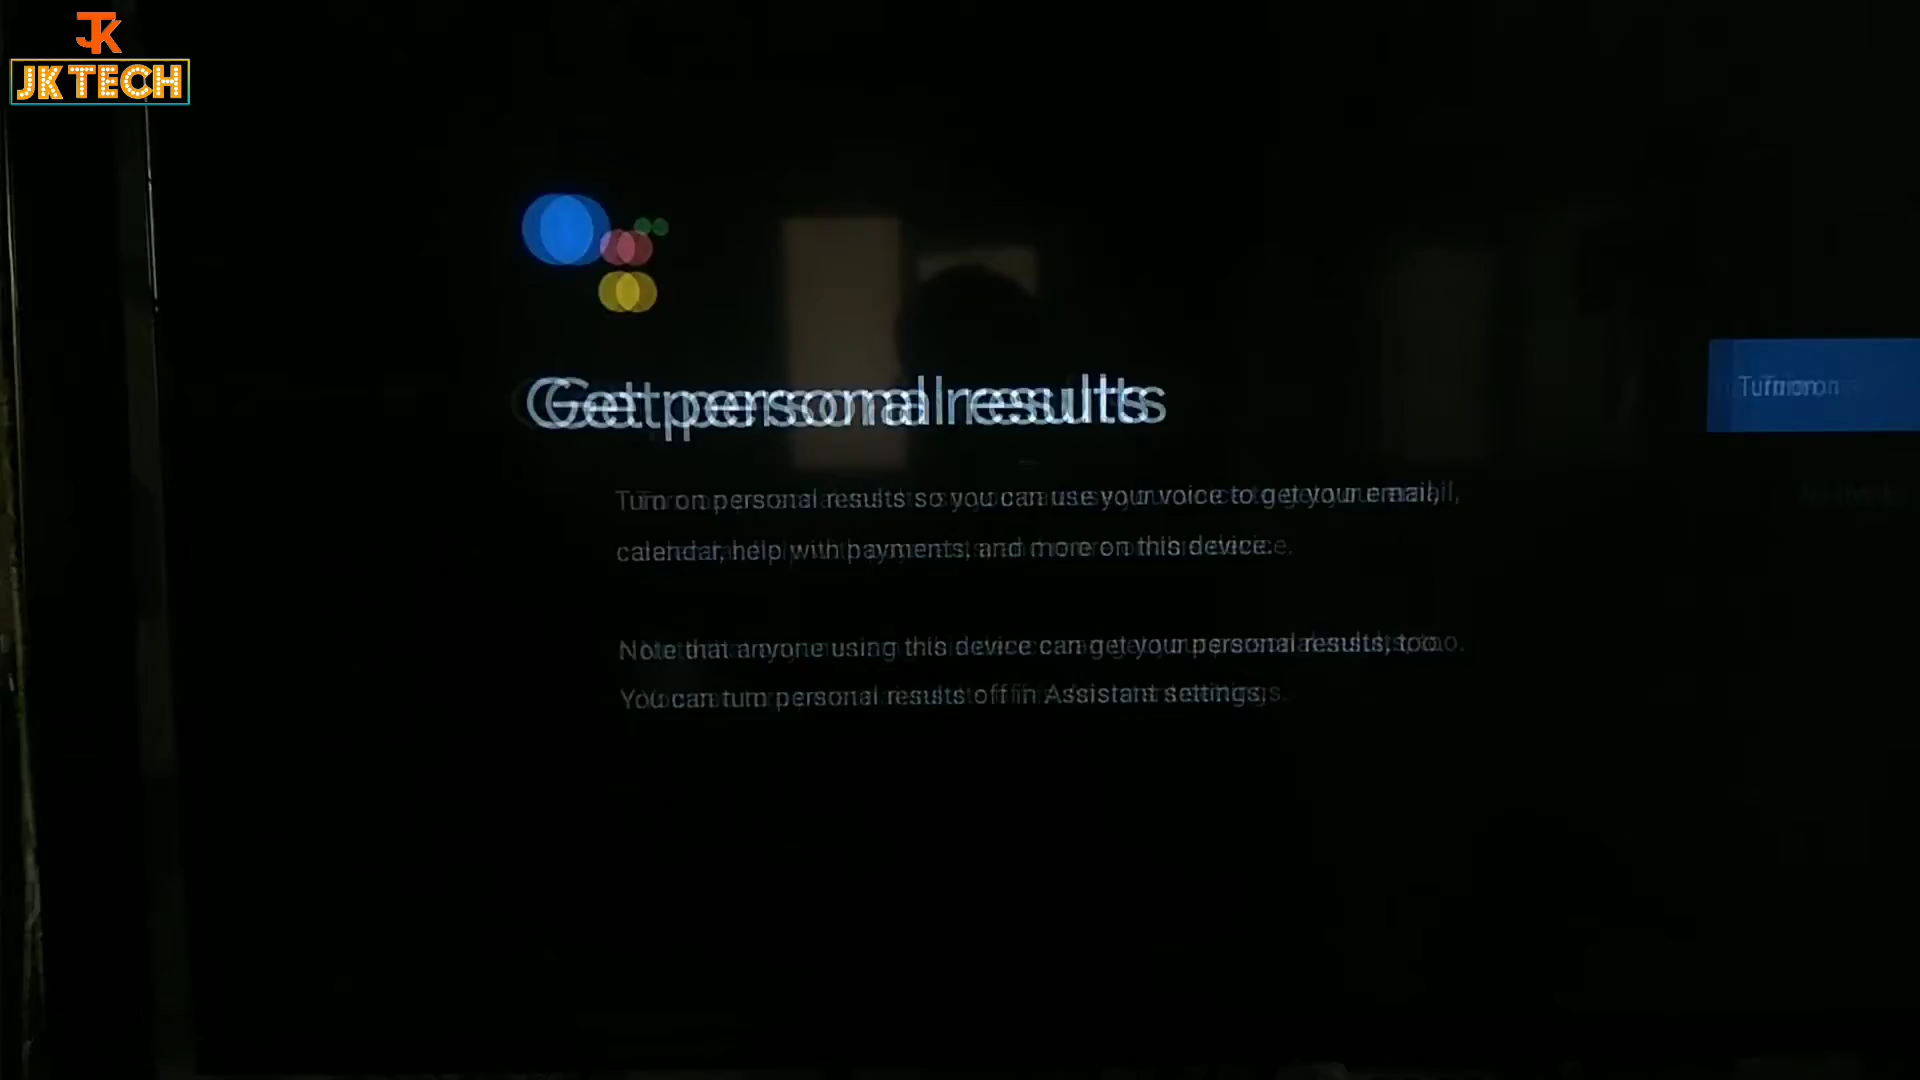 JK
JK TECH
Get personal results
Turn on
Turn on personal results so you can use your voice to get your email,
calendar, help with payments, and more on this device.
Note that anyone using this device can get your personal results, too.
You can turn personal results off in Assistant settings.